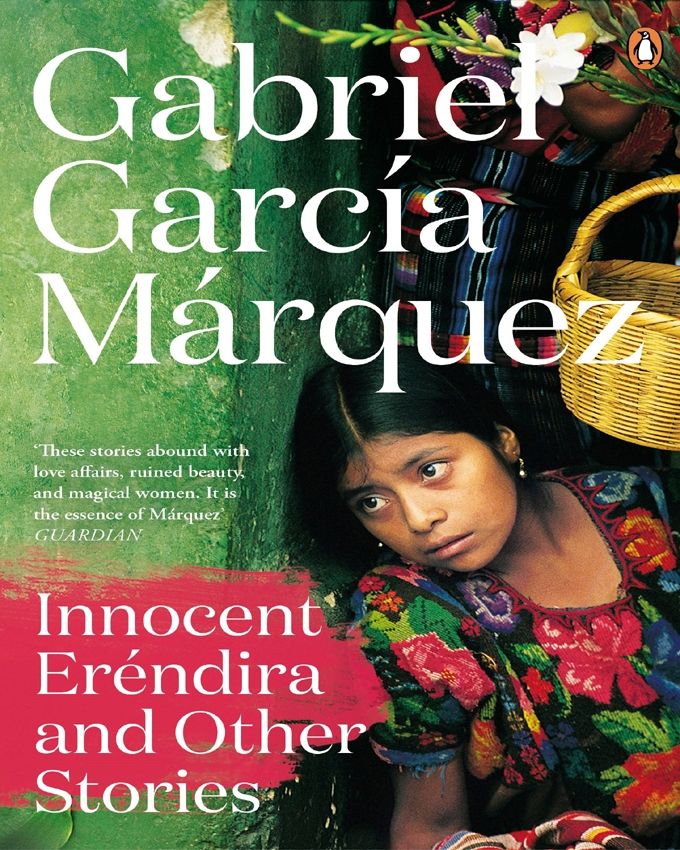 Gabriel
García
Márquez
‘These stories abound with
love affairs, ruined beauty,
and magical women. It is
the essence of Márquez’
GUARDIAN
Innocent
Eréndira
and Other
Stories